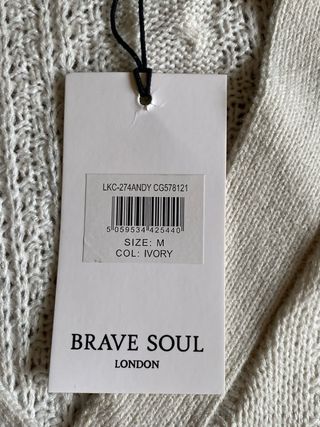 LKC-274ANDY CG578121
5 059534 425440
SIZE: M
COL: IVORY
BRAVE SOUL
LONDON